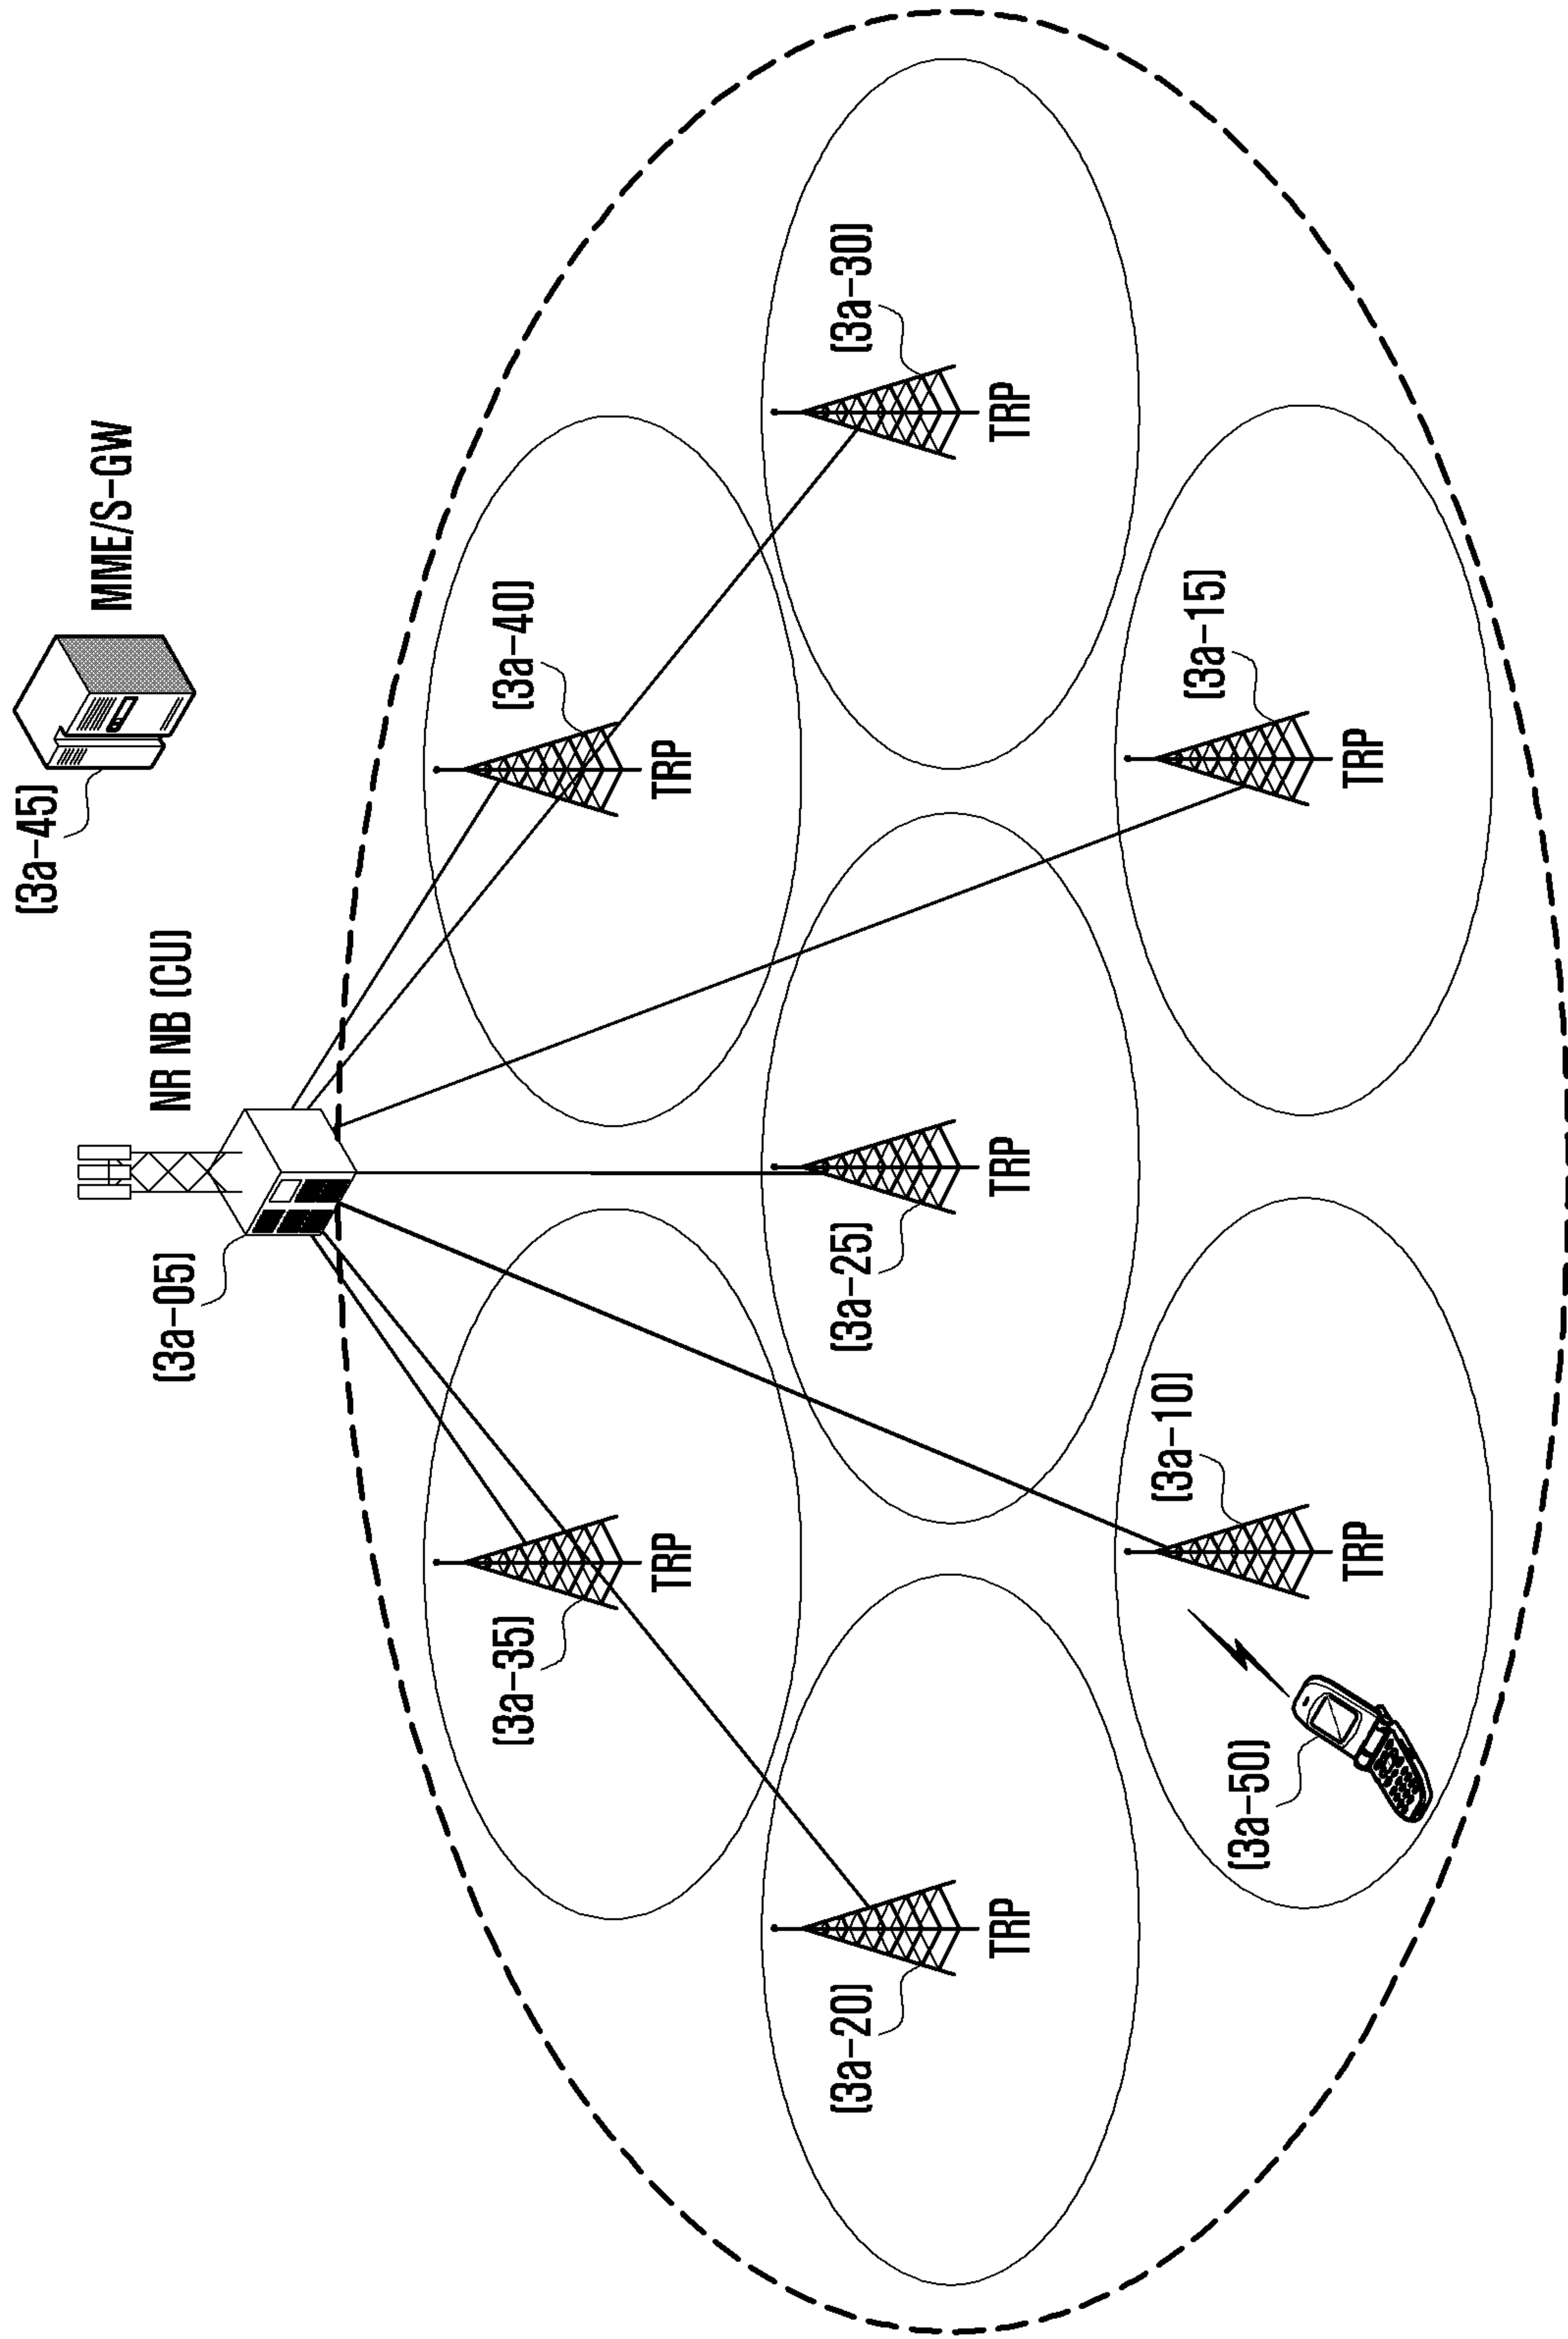 (3a-45)
MME/S-GW
(3a-05)
NR NB (CU)
(3a-35)
TRP
(3a-40)
TRP
(3a-20)
TRP
(3a-25)
TRP
(3a-30)
TRP
(3a-10)
TRP
(3a-15)
TRP
(3a-50)